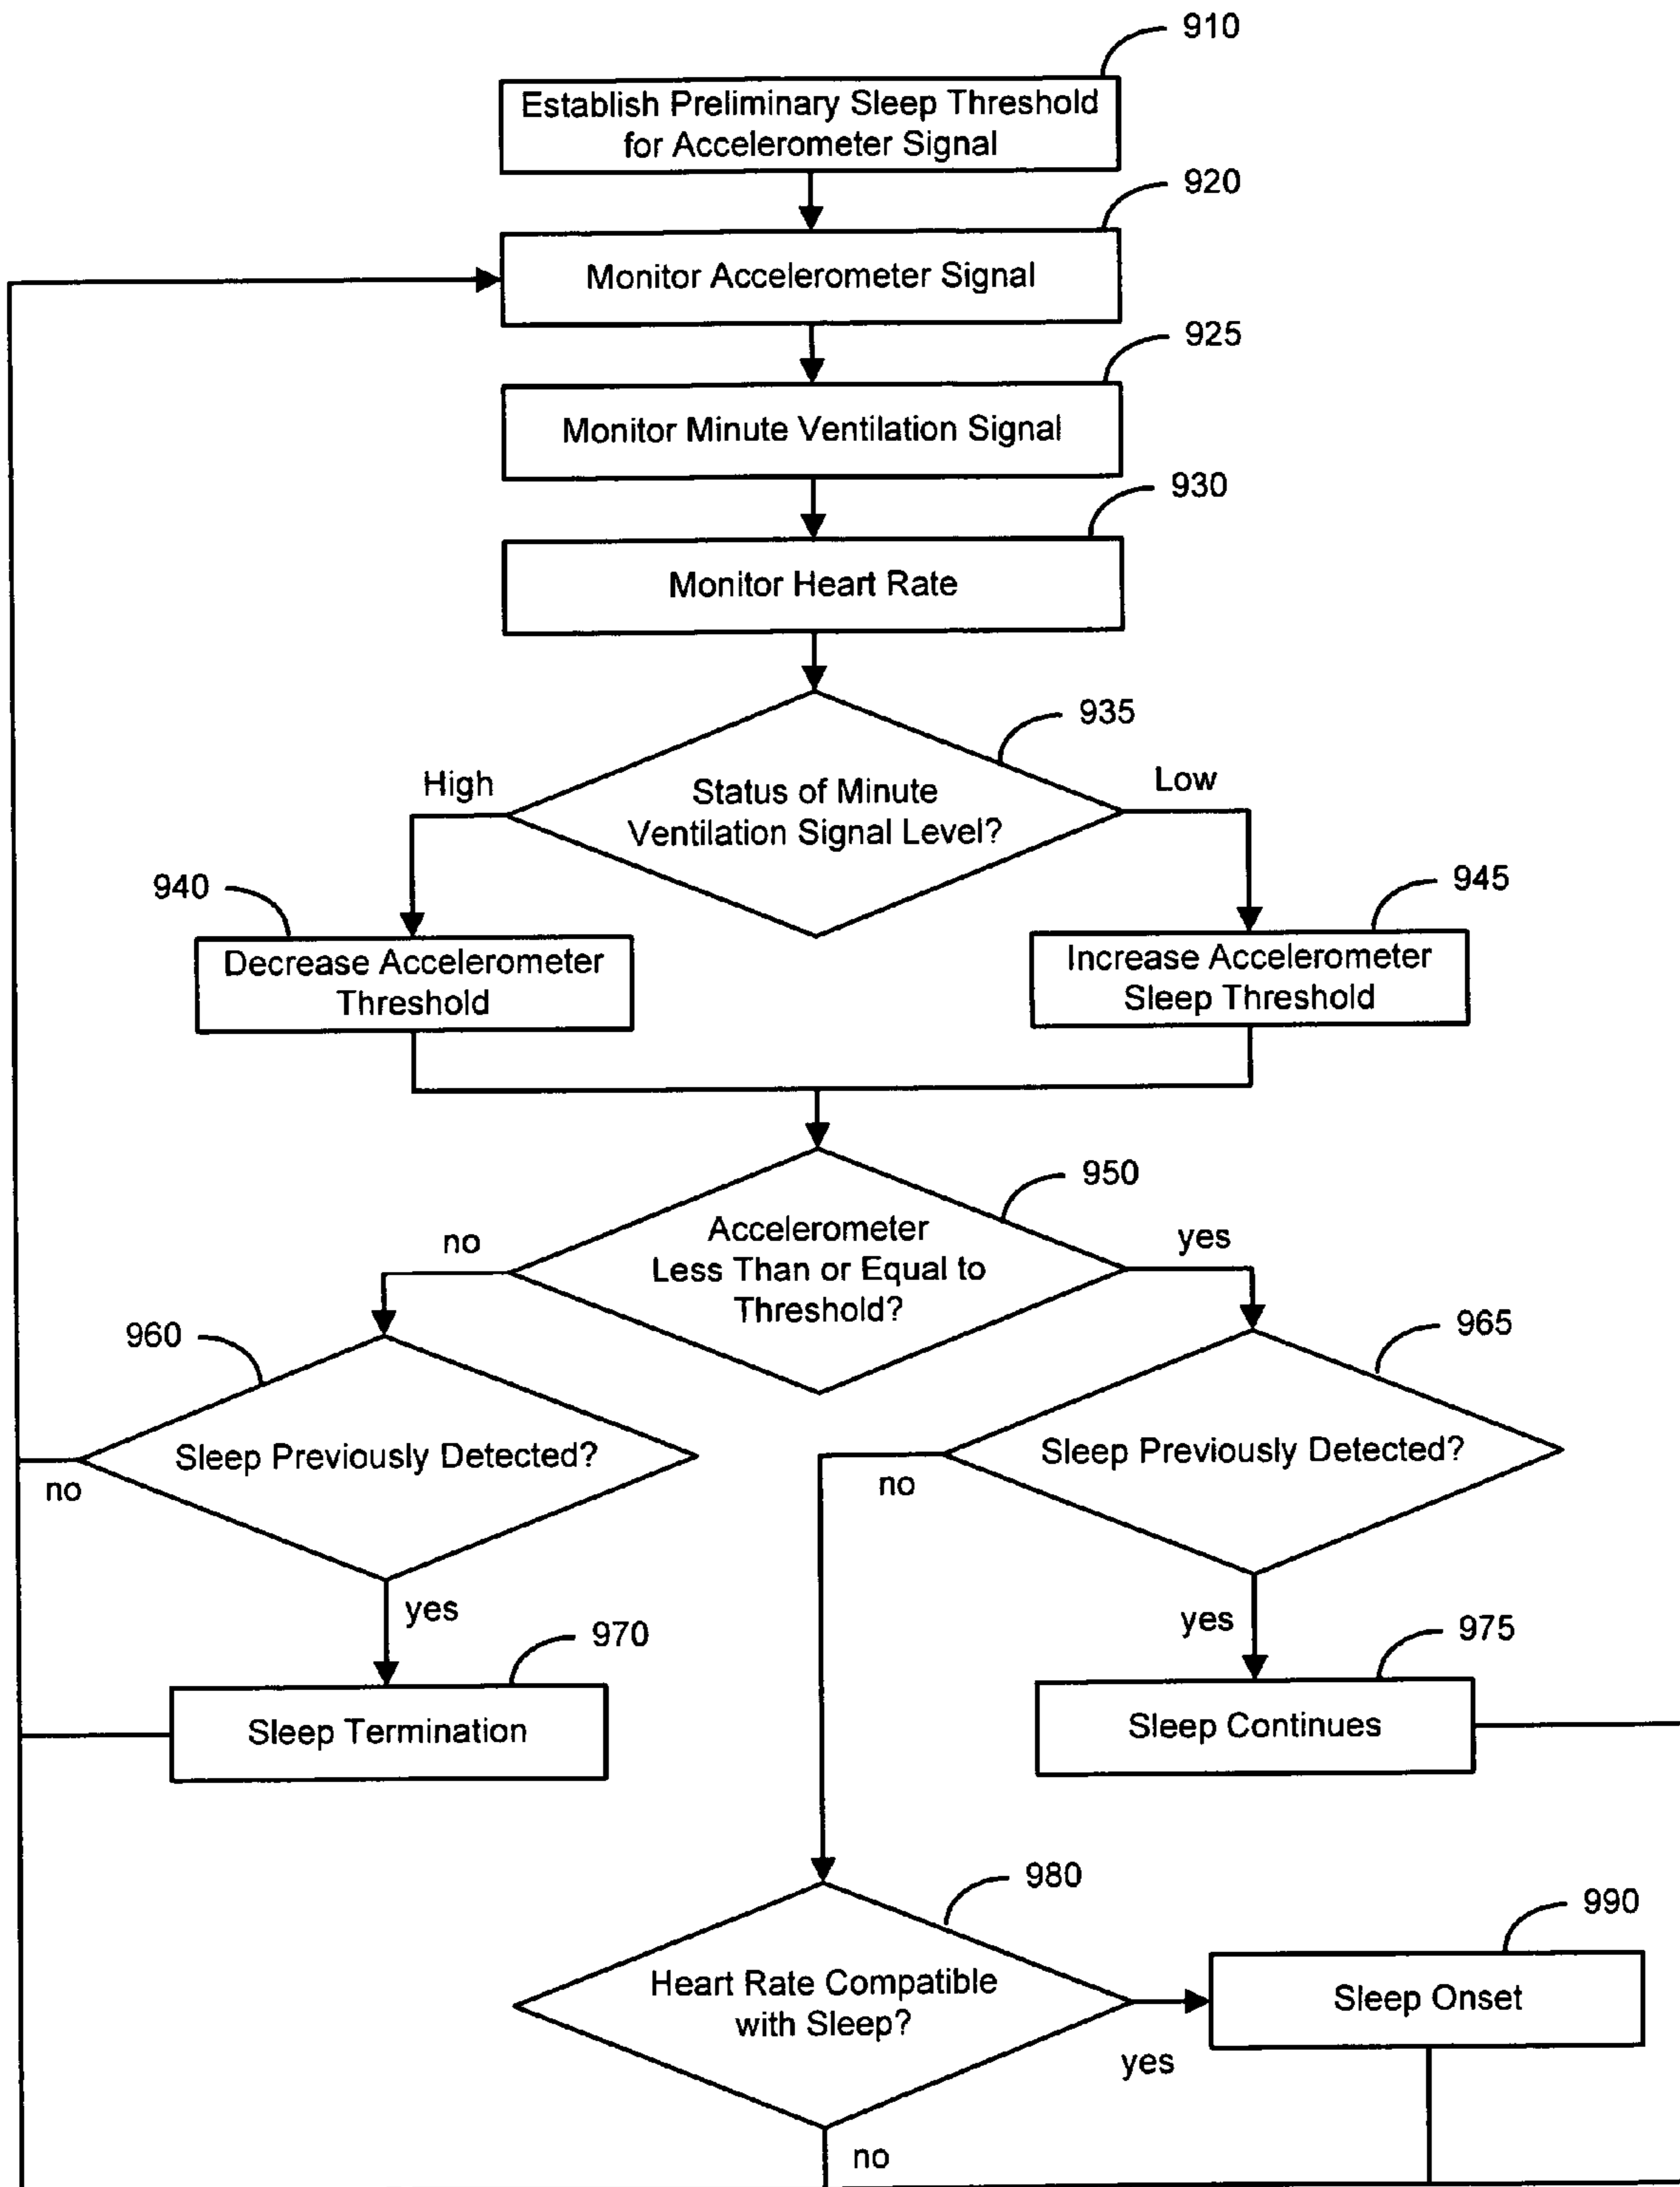 910
Establish Preliminary Sleep Threshold
for Accelerometer Signal
920
Monitor Accelerometer Signal
925
Monitor Minute Ventilation Signal
930
Monitor Heart Rate
935
High
Status of Minute
Ventilation Signal Level?
Low
940
Decrease Accelerometer
Threshold
945
Increase Accelerometer
Sleep Threshold
950
no
Accelerometer
Less Than or Equal to
Threshold?
yes
960
Sleep Previously Detected?
no
965
Sleep Previously Detected?
no
yes
970
Sleep Termination
yes
975
Sleep Continues
980
Heart Rate Compatible
with Sleep?
yes
990
Sleep Onset
no